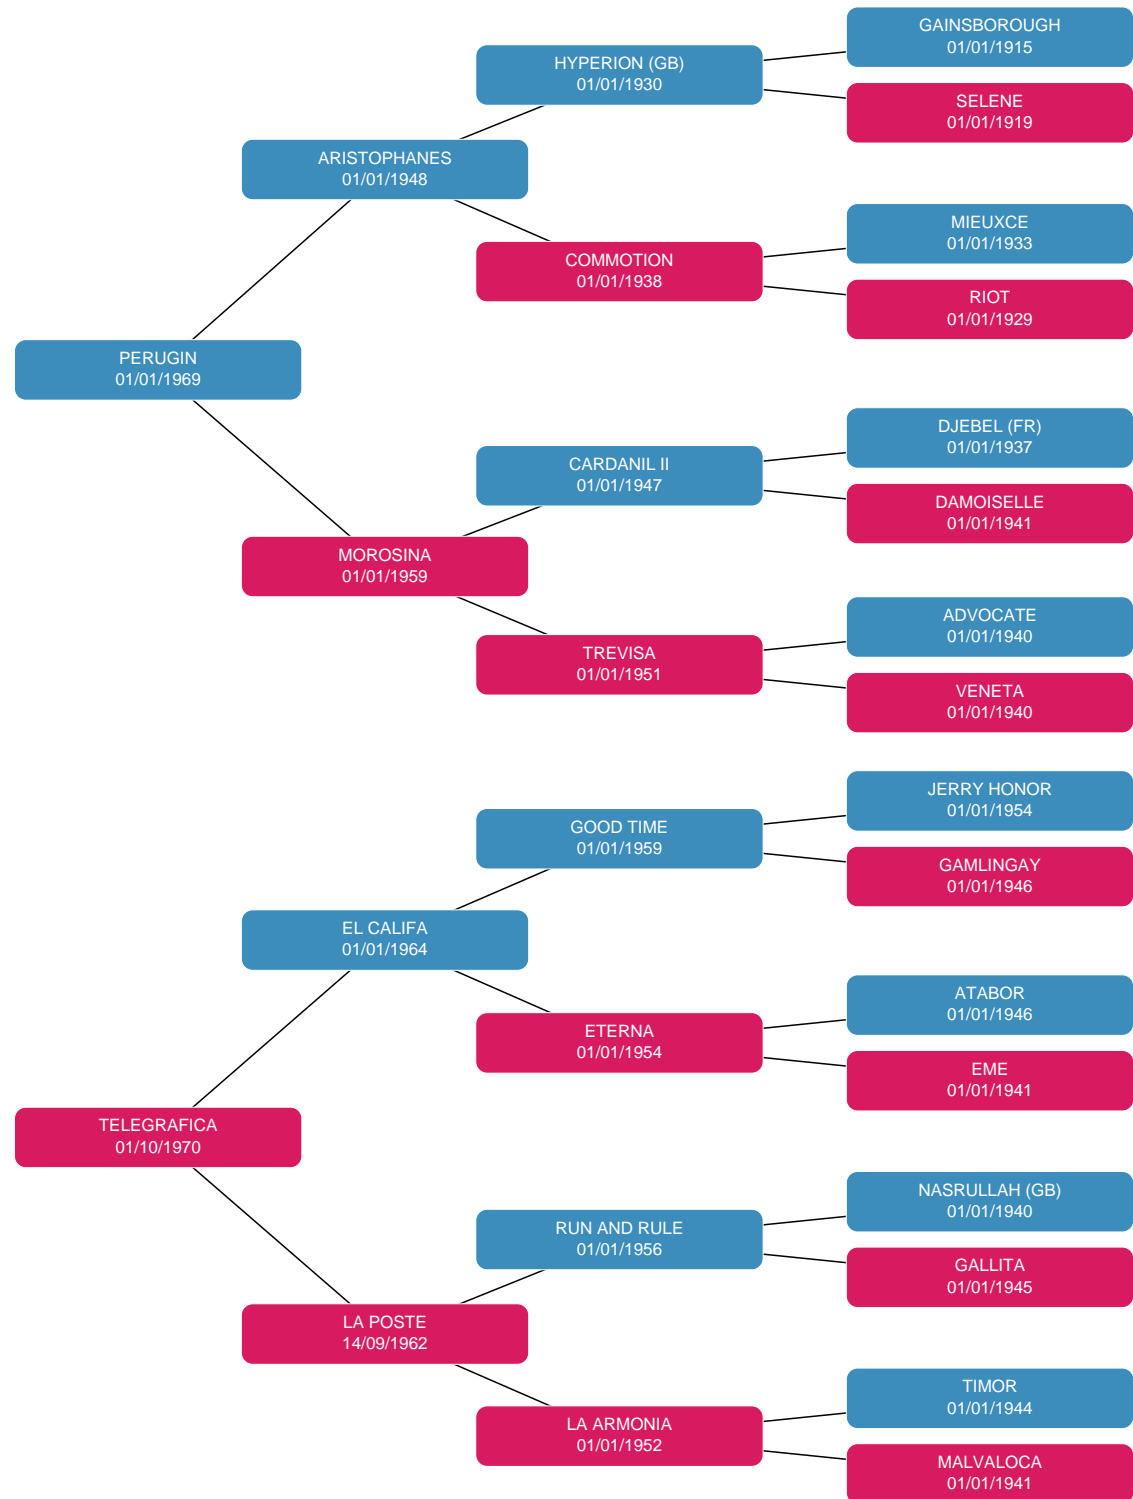 GAINSBOROUGH
01/01/1915
HYPERION (GB)
01/01/1930
SELENE
01/01/1919
ARISTOPHANES
01/01/1948
MIEUXCE
01/01/1933
COMMOTION
01/01/1938
RIOT
01/01/1929
PERUGIN
01/01/1969
DJEBEL (FR)
01/01/1937
CARDANIL II
01/01/1947
DAMOISELLE
01/01/1941
MOROSINA
01/01/1959
ADVOCATE
01/01/1940
TREVISA
01/01/1951
VENETA
01/01/1940
JERRY HONOR
01/01/1954
GOOD TIME
01/01/1959
GAMLINGAY
01/01/1946
EL CALIFA
01/01/1964
ATABOR
01/01/1946
ETERNA
01/01/1954
EME
01/01/1941
TELEGRAFICA
01/10/1970
NASRULLAH (GB)
01/01/1940
RUN AND RULE
01/01/1956
GALLITA
01/01/1945
LA POSTE
14/09/1962
TIMOR
01/01/1944
LA ARMONIA
01/01/1952
MALVALOCA
01/01/1941